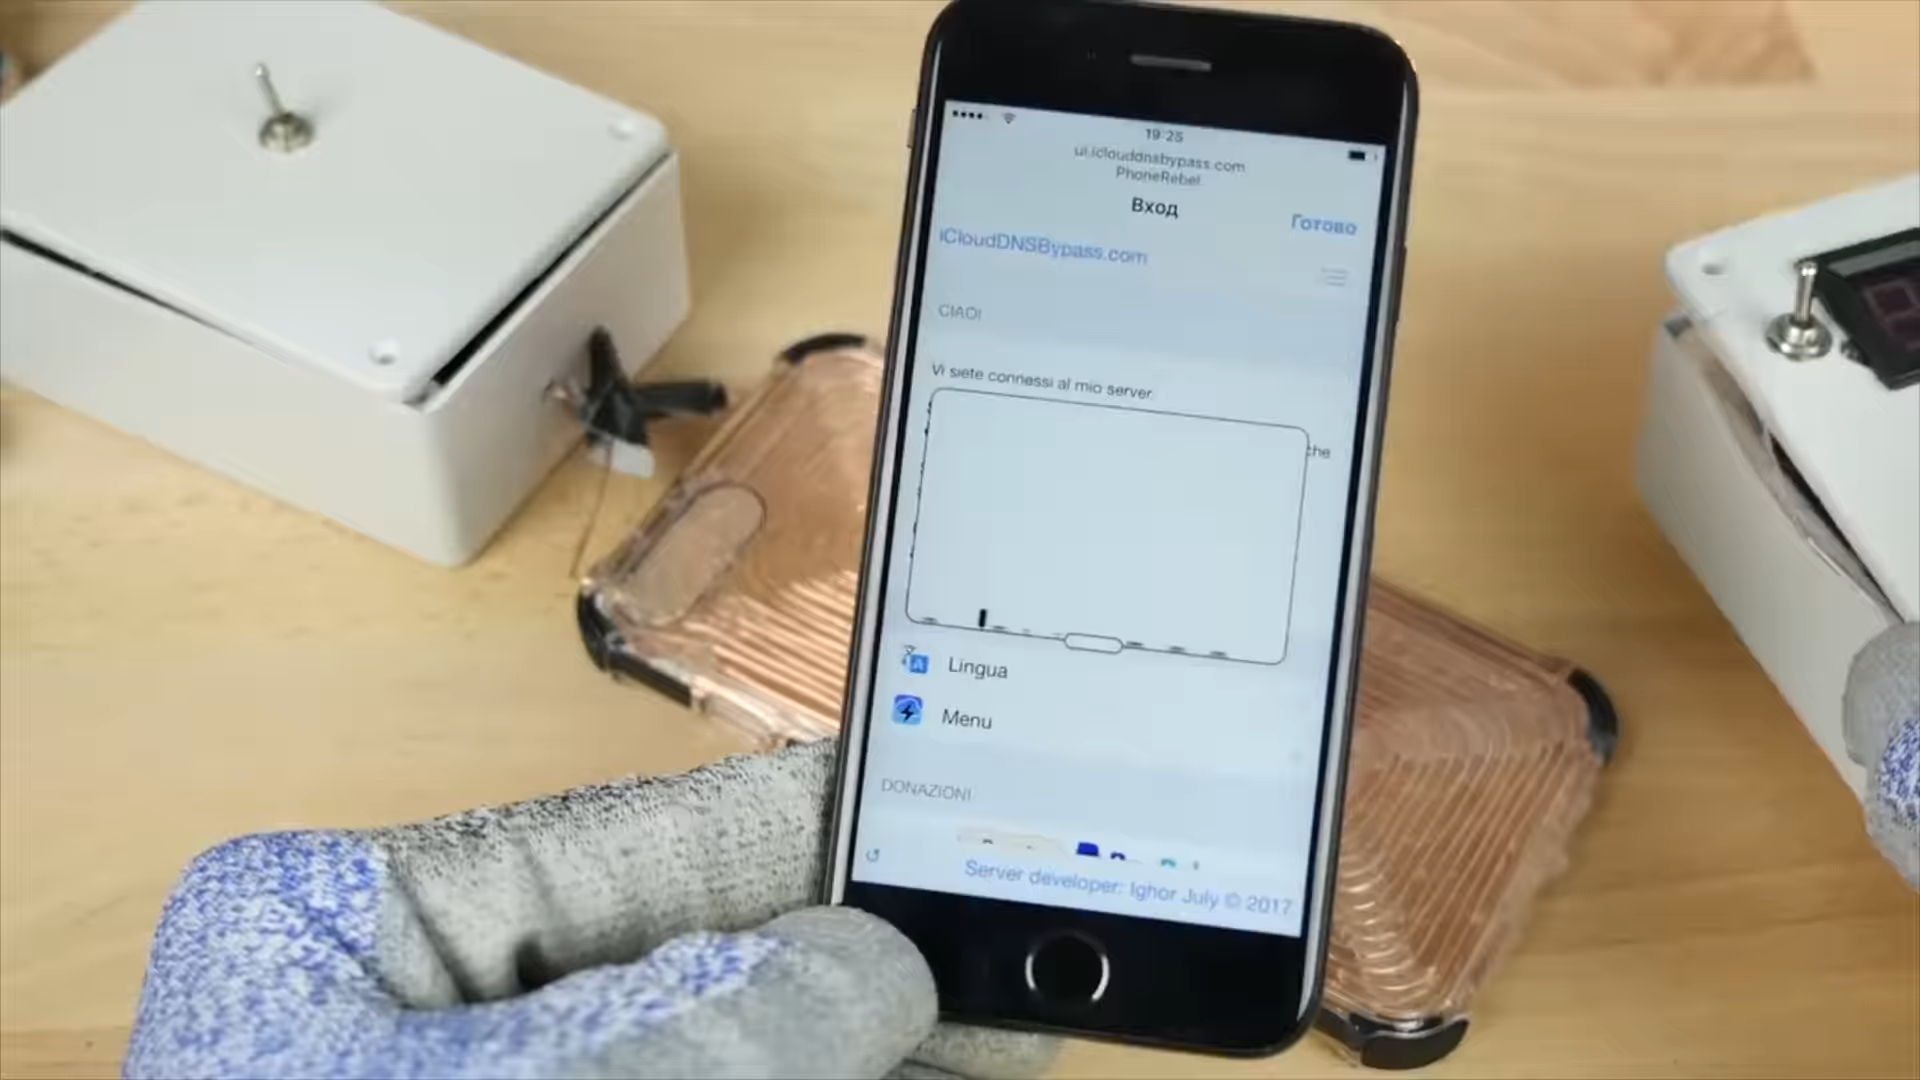 19:25
ui.iclouddnsbypass.com
PhoneRebel
Вход
Готово
iCloudDNSBypass.com
CIAO!
Vi siete connessi al mio server.
che
Lingua
Menu
DONAZIONI
Server developer: Ighor July © 2017